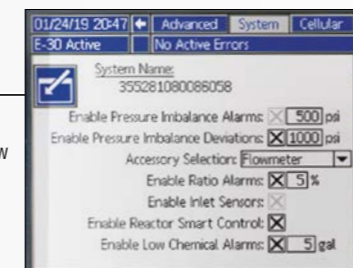 01/24/19 20:47 Advanced System Cellular
E-30 Active No Active Errors
System Name:
355281080086058
Enable Pressure Imbalance Alarms: 500 psi
Enable Pressure Imbalance Deviations: 1000 psi
Accessory Selection: Flowmeter
Enable Ratio Alarms: 5 %
Enable Inlet Sensors:
Enable Reactor Smart Control:
Enable Low Chemical Alarms: 5 gal